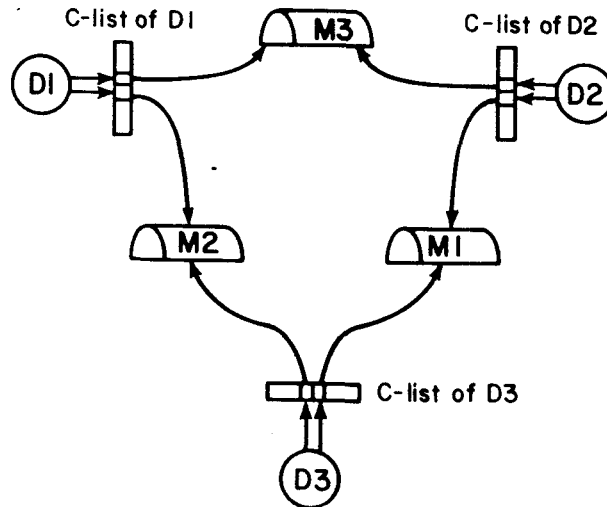 C-list of D1
M3
C-list of D2
D1
D2
M2
M1
C-list of D3
D3